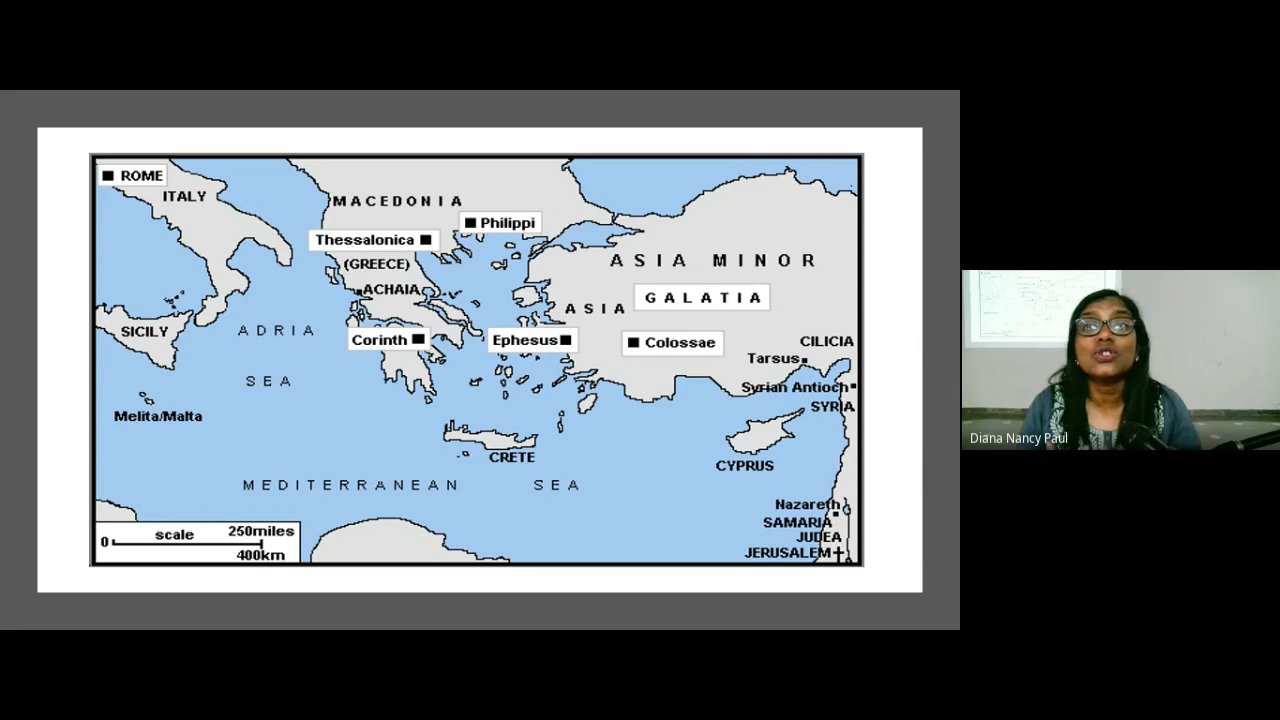 ROME
ITALY
MACEDONIA
Philippi
Thessalonica
(GREECE)
ASIA MINOR
ACHAIA
ASIA
GALATIA
SICILY
ADRIA
SEA
Corinth
Ephesus
Colossae
CILICIA
Tarsus
Syrian Antioch
SYRIA
Melita/Malta
CRETE
CYPRUS
MEDITERRANEAN SEA
Nazareth
SAMARIA
JUDEA
JERUSALEM
scale
250miles
0
400km
Diana Nancy Paul